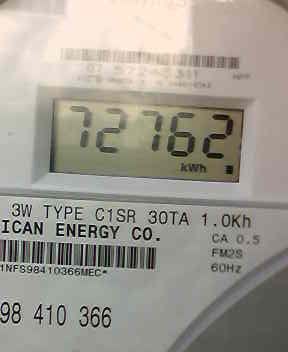 72762
kWh
3W TYPE C1SR 30TA 1.0Kh
ICAN ENERGY CO.
CA 0.5
FM2S
60Hz
1NFS98410366MEC*
98 410 366